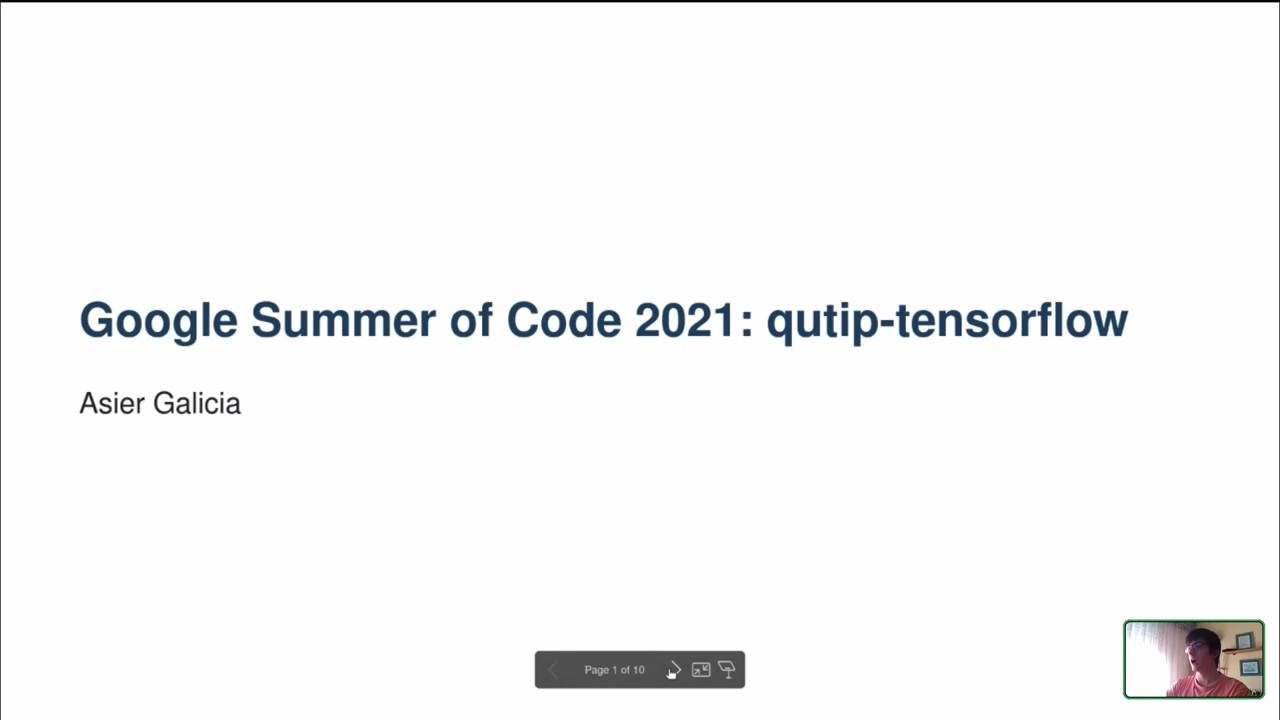 Google Summer of Code 2021: qutip-tensorflow
Asier Galicia
Page 1 of 10